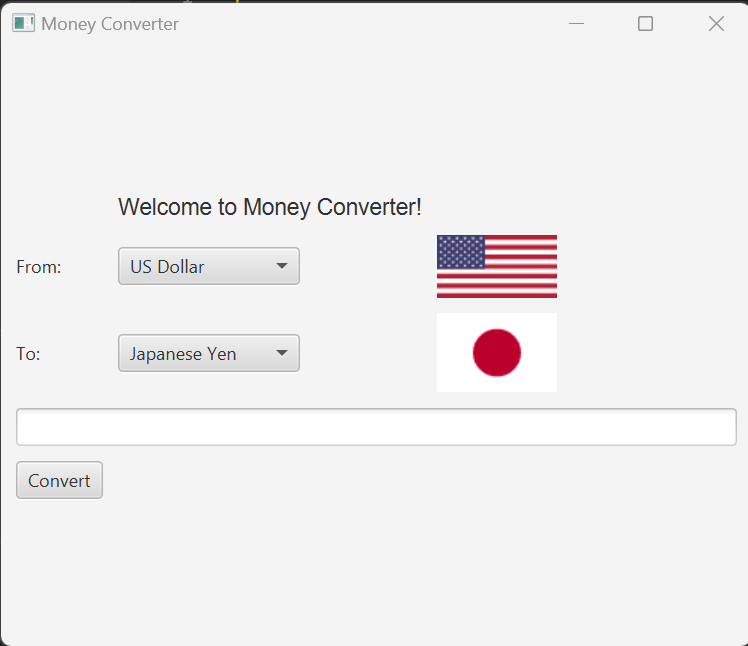 Money Converter
Welcome to Money Converter!
From:
US Dollar
To:
Japanese Yen
Convert